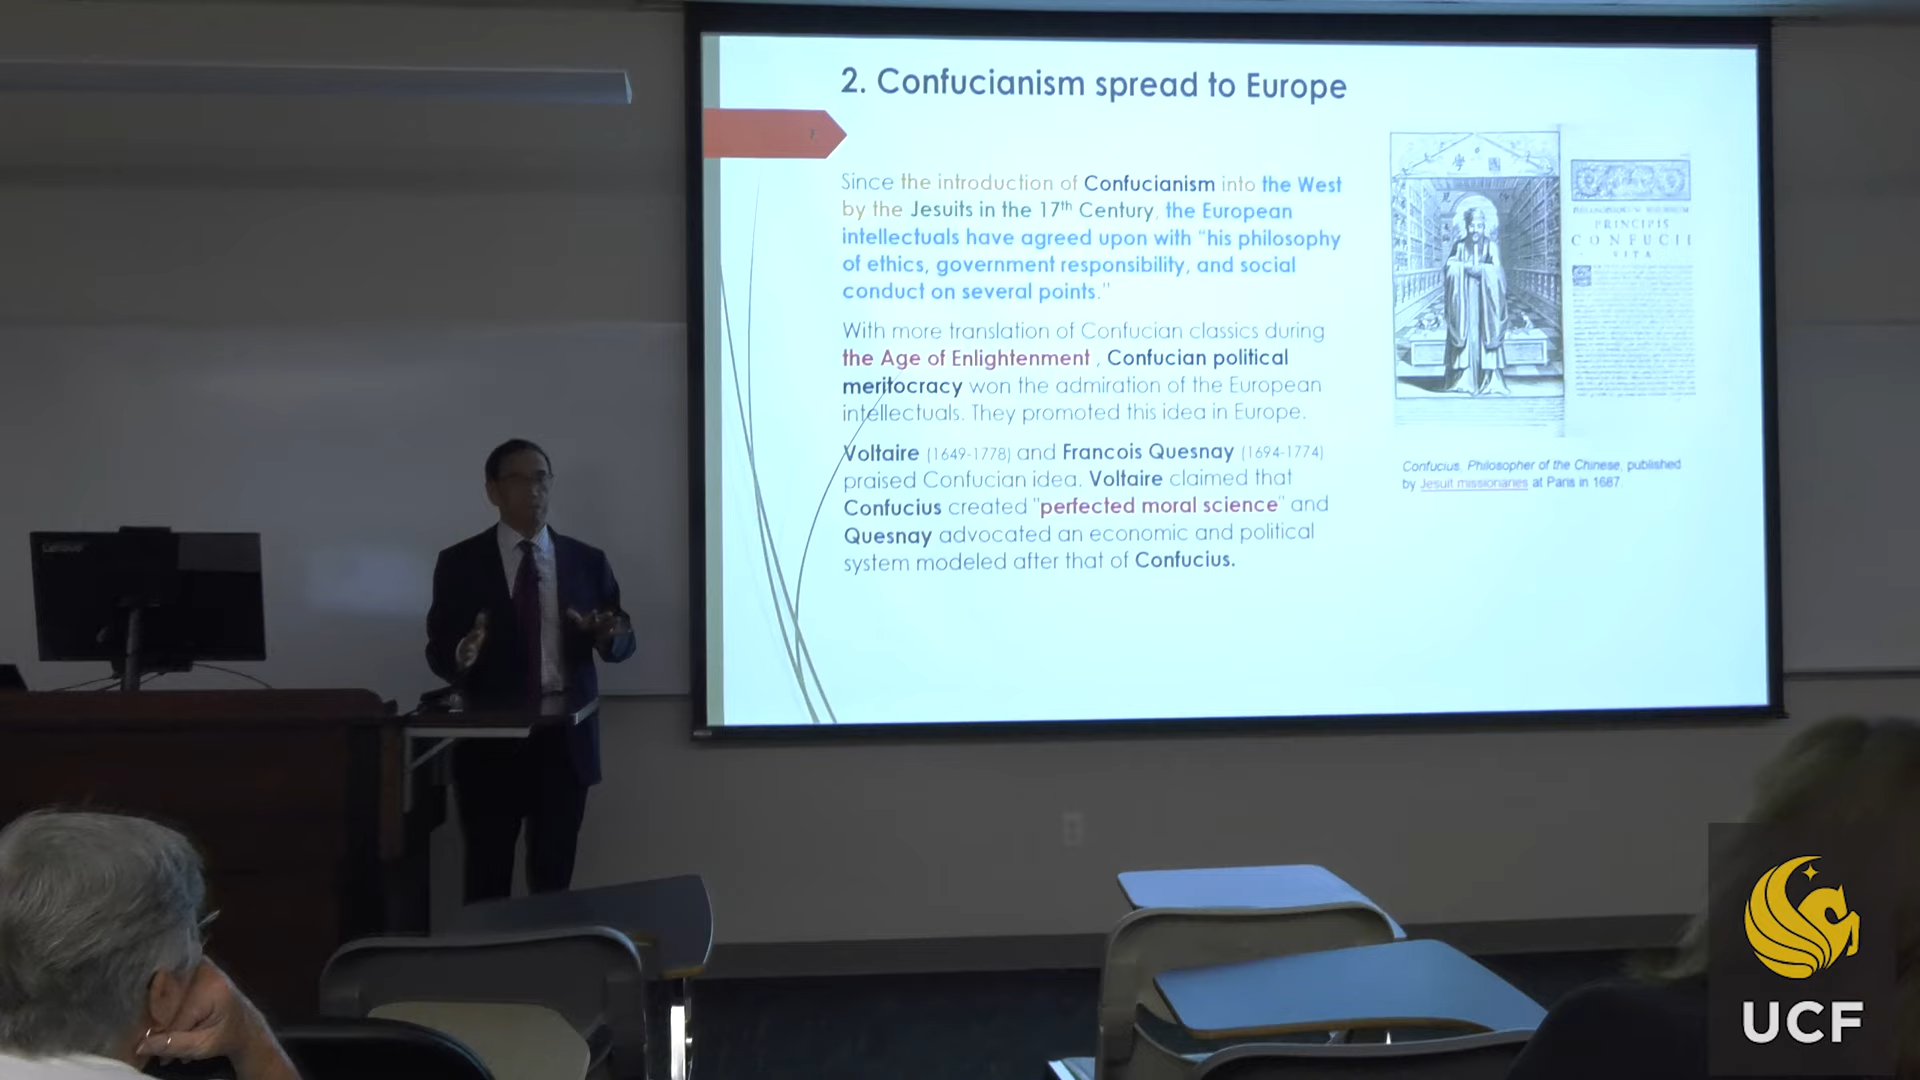 2. Confucianism spread to Europe
Since the introduction of Confucianism into the West
by the Jesuits in the 17th Century, the European
intellectuals have agreed upon with "his philosophy
of ethics, government responsibility, and social
conduct on several points."
With more translation of Confucian classics during
the Age of Enlightenment , Confucian political
meritocracy won the admiration of the European
intellectuals. They promoted this idea in Europe.
Voltaire (1649-1778) and Francois Quesnay (1694-1774)
praised Confucian idea. Voltaire claimed that
Confucius created "perfected moral science" and
Quesnay advocated an economic and political
system modeled after that of Confucius.
PRINCIPIS
CONFUCII
VITA
Confucius, Philosopher of the Chinese, published
by Jesuit missionaries at Paris in 1687.
Lenovo
UCF